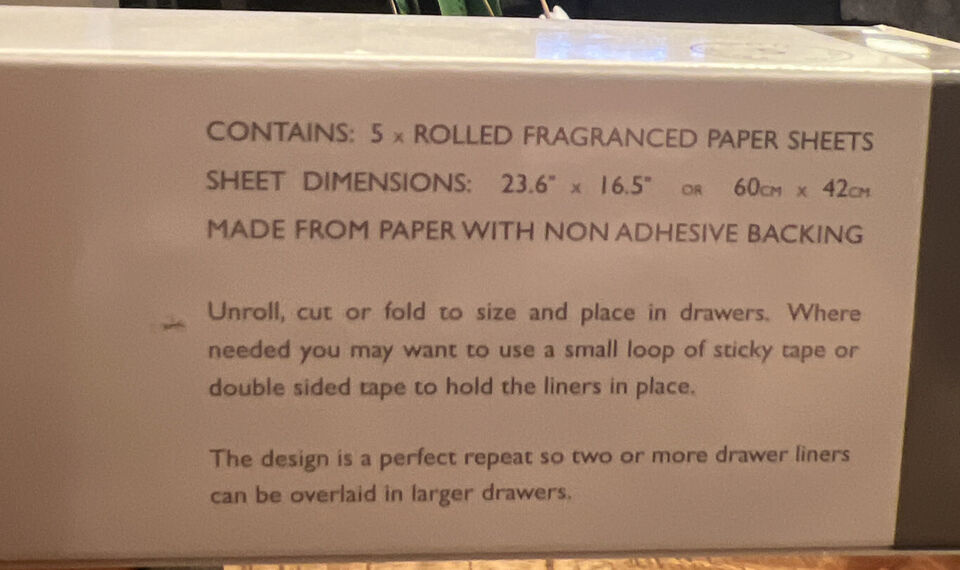 CONTAINS: 5 x ROLLED FRAGRANCED PAPER SHEETS
SHEET DIMENSIONS: 23.6" x 16.5" OR 60CM x 42CM
MADE FROM PAPER WITH NON ADHESIVE BACKING
Unroll, cut or fold to size and place in drawers. Where
needed you may want to use a small loop of sticky tape or
double sided tape to hold the liners in place.
The design is a perfect repeat so two or more drawer liners
can be overlaid in larger drawers.